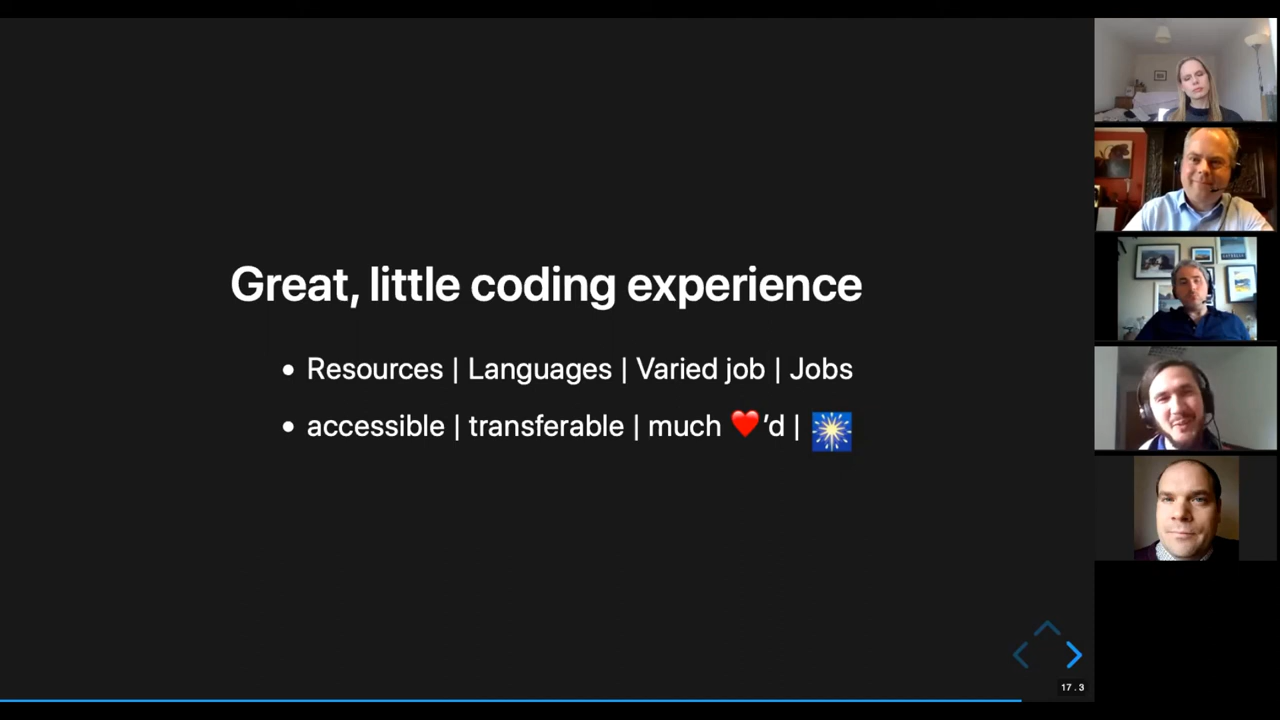 Great, little coding experience
• Resources | Languages | Varied job | Jobs
• accessible | transferable | much ❤️’d | 🎆
17.3